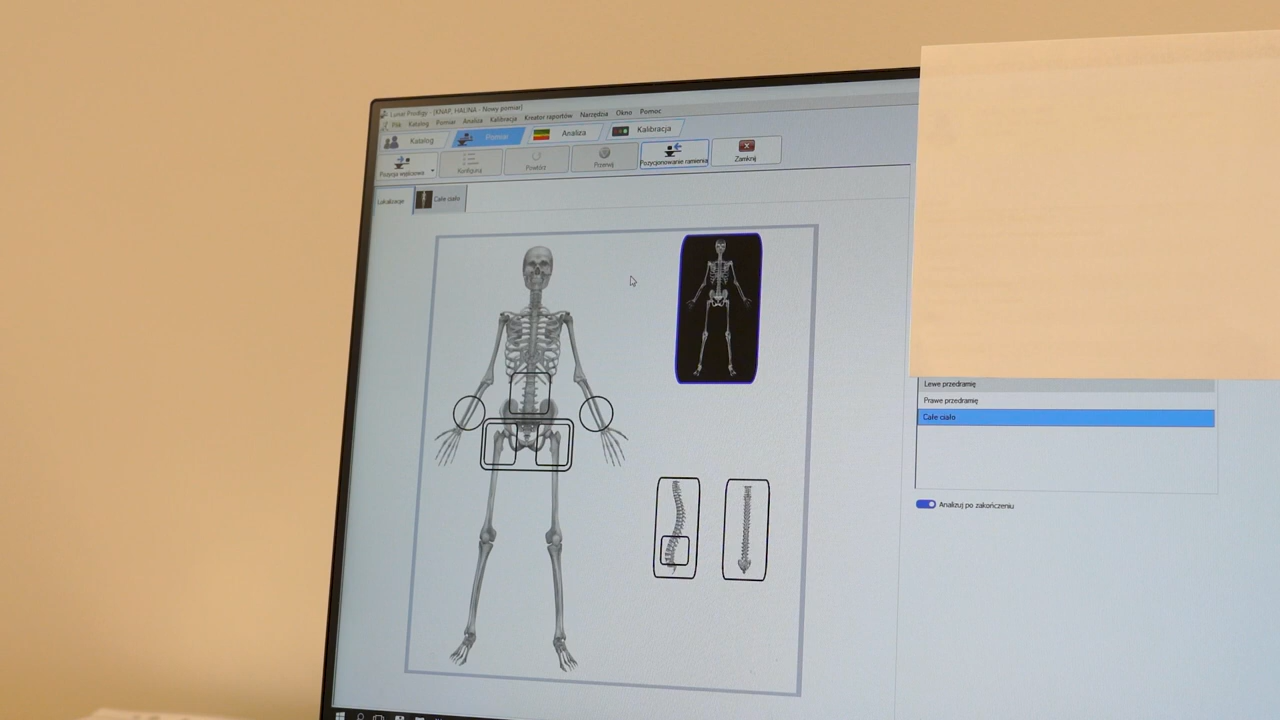 Lunar Prodigy - [KNAP, HALINA - Nowy pomiar]
Plik Katalog Pomiar Analiza Kalibracja Kreator raportów Narzędzia Okno Pomoc
Katalog Pomiar Analiza Kalibracja
Pozycja wejściowa Konfiguruj Powtórz Przerwij Pozycjonowanie ramienia Zamknij
Lokalizacje Całe ciało
Lewe przedramię
Prawe przedramię
Całe ciało
Analizuj po zakończeniu